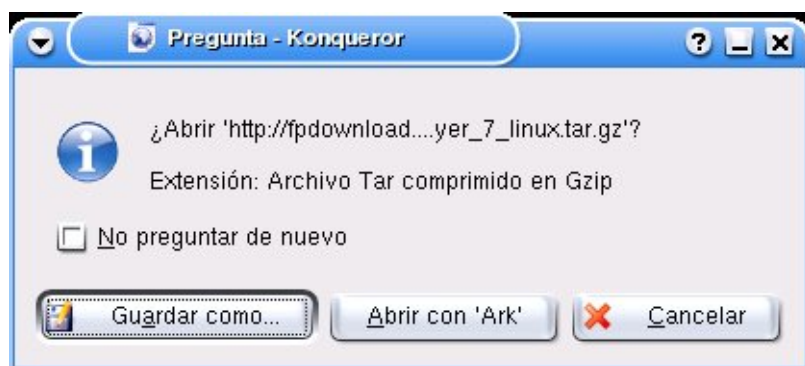 Pregunta - Konqueror
¿Abrir 'http://fpdownload....yer_7_linux.tar.gz'?
Extensión: Archivo Tar comprimido en Gzip
No preguntar de nuevo
Guardar como... Abrir con 'Ark' Cancelar